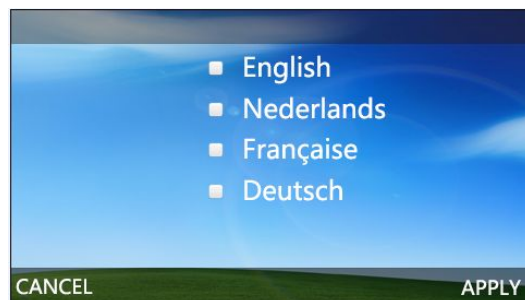 English
Nederlands
Française
Deutsch
CANCEL
APPLY